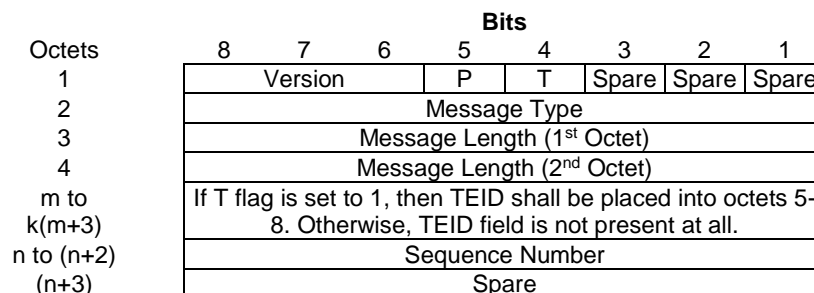 Bits
Octets 8 7 6 5 4 3 2 1
1 Version P T Spare Spare Spare
2 Message Type
3 Message Length (1st Octet)
4 Message Length (2nd Octet)
m to If T flag is set to 1, then TEID shall be placed into octets 5-
k(m+3) 8. Otherwise, TEID field is not present at all.
n to (n+2) Sequence Number
(n+3) Spare